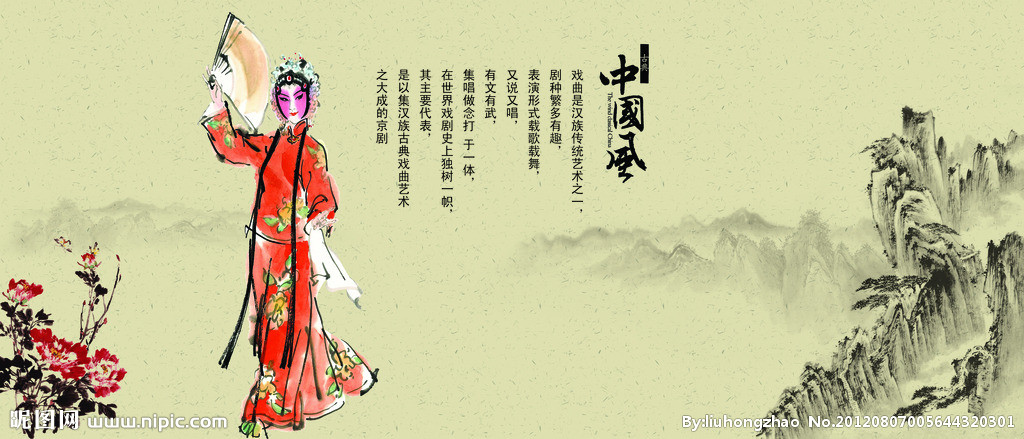 古典
中國风
The word classical China
戏曲是汉族传统艺术之一，
剧种繁多有趣，
表演形式载歌载舞，
又说又唱，
有文有武，
集唱做念打 于一体，
在世界戏剧史上独树一帜，
其主要代表，
是以集汉族古典戏曲艺术
之大成的京剧
昵图网 www.nipic.com
By:liuhongzhao No.20120807005644320301